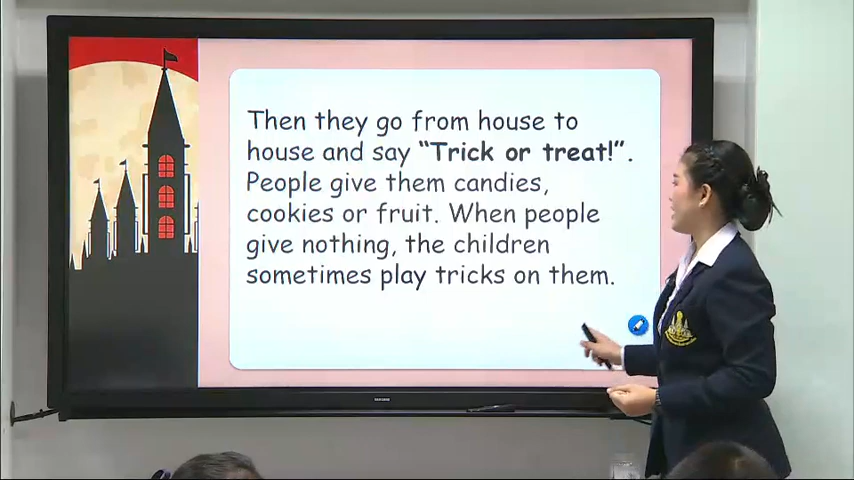 Then they go from house to
house and say “Trick or treat!”.
People give them candies,
cookies or fruit. When people
give nothing, the children
sometimes play tricks on them.